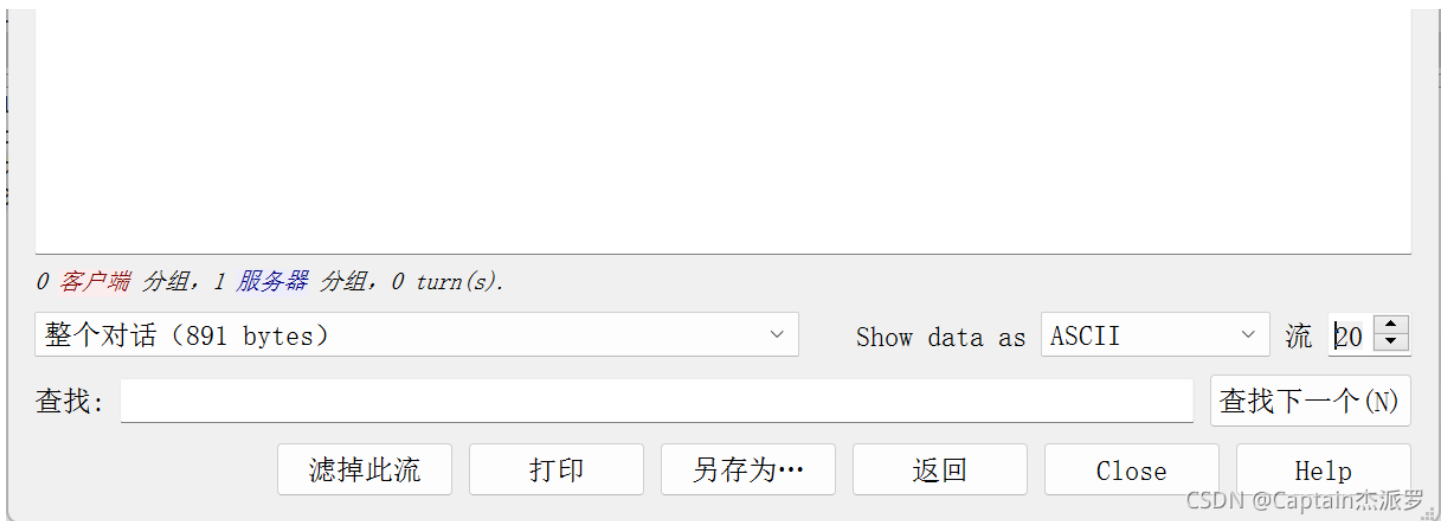 0 客户端 分组，1 服务器 分组，0 turn(s).
整个对话（891 bytes） Show data as ASCII 流 20
查找: 查找下一个(N)
滤掉此流 打印 另存为… 返回 Close Help
CSDN @Captain杰派罗